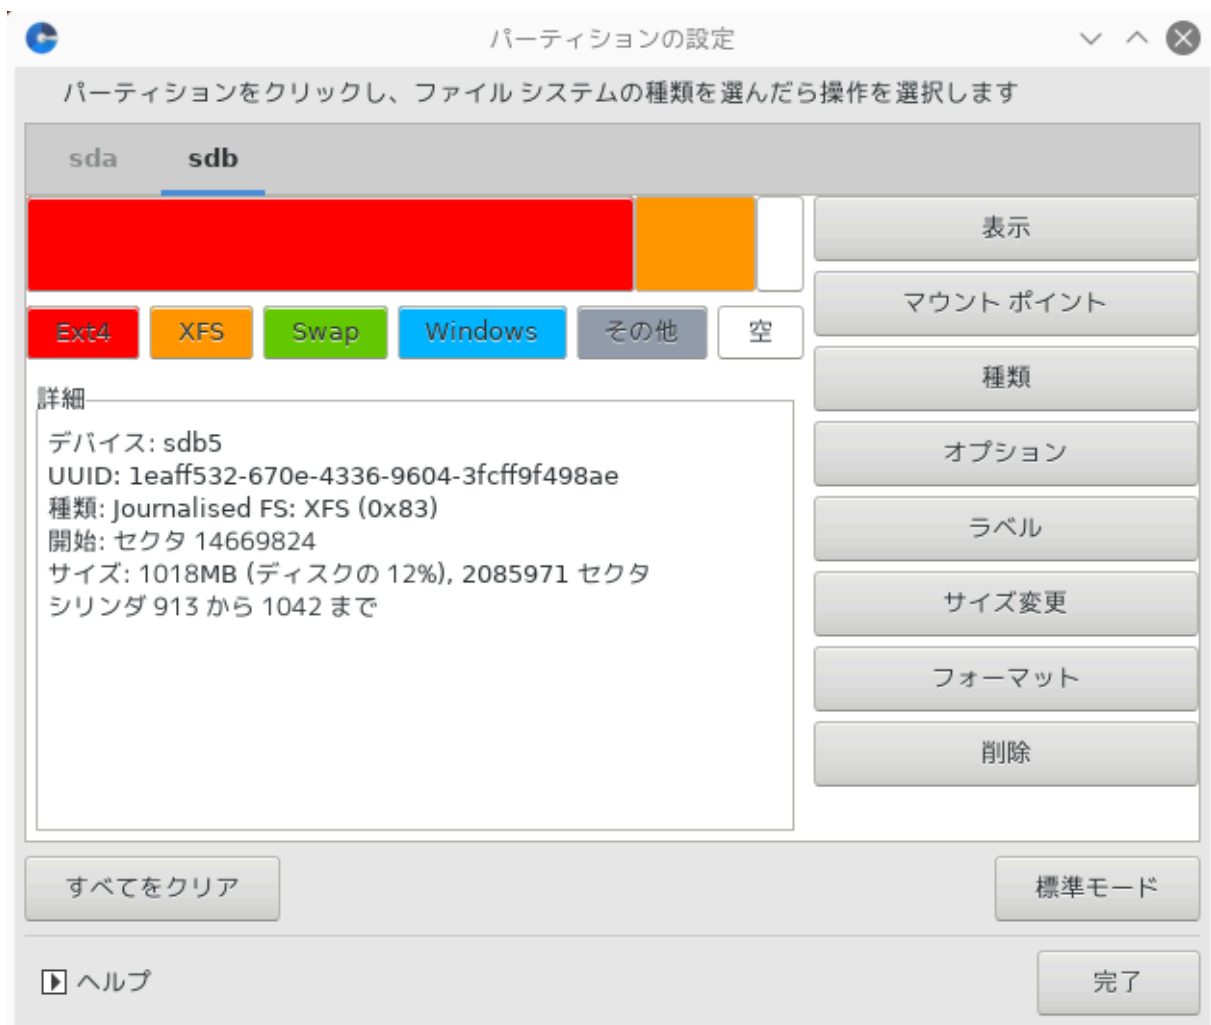 パーティションの設定
パーティションをクリックし、ファイル システムの種類を選んだら操作を選択します
sda
sdb
表示
マウント ポイント
Ext4
XFS
Swap
Windows
その他
空
種類
詳細
デバイス: sdb5
UUID: 1eaff532-670e-4336-9604-3fcff9f498ae
種類: Journalised FS: XFS (0x83)
開始: セクタ 14669824
サイズ: 1018MB (ディスクの 12%), 2085971 セクタ
シリンダ 913 から 1042 まで
オプション
ラベル
サイズ変更
フォーマット
削除
すべてをクリア
標準モード
ヘルプ
完了